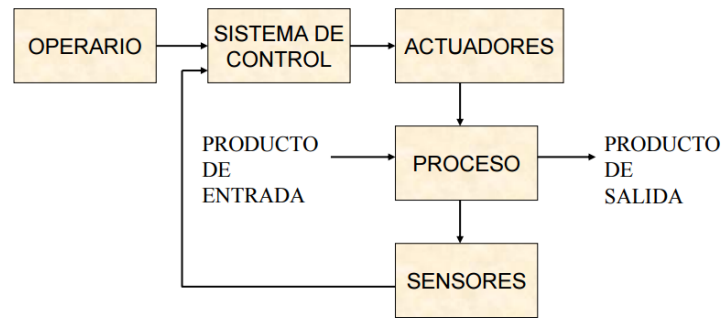 OPERARIO
SISTEMA DE
CONTROL
ACTUADORES
PRODUCTO
DE
ENTRADA
PROCESO
PRODUCTO
DE
SALIDA
SENSORES